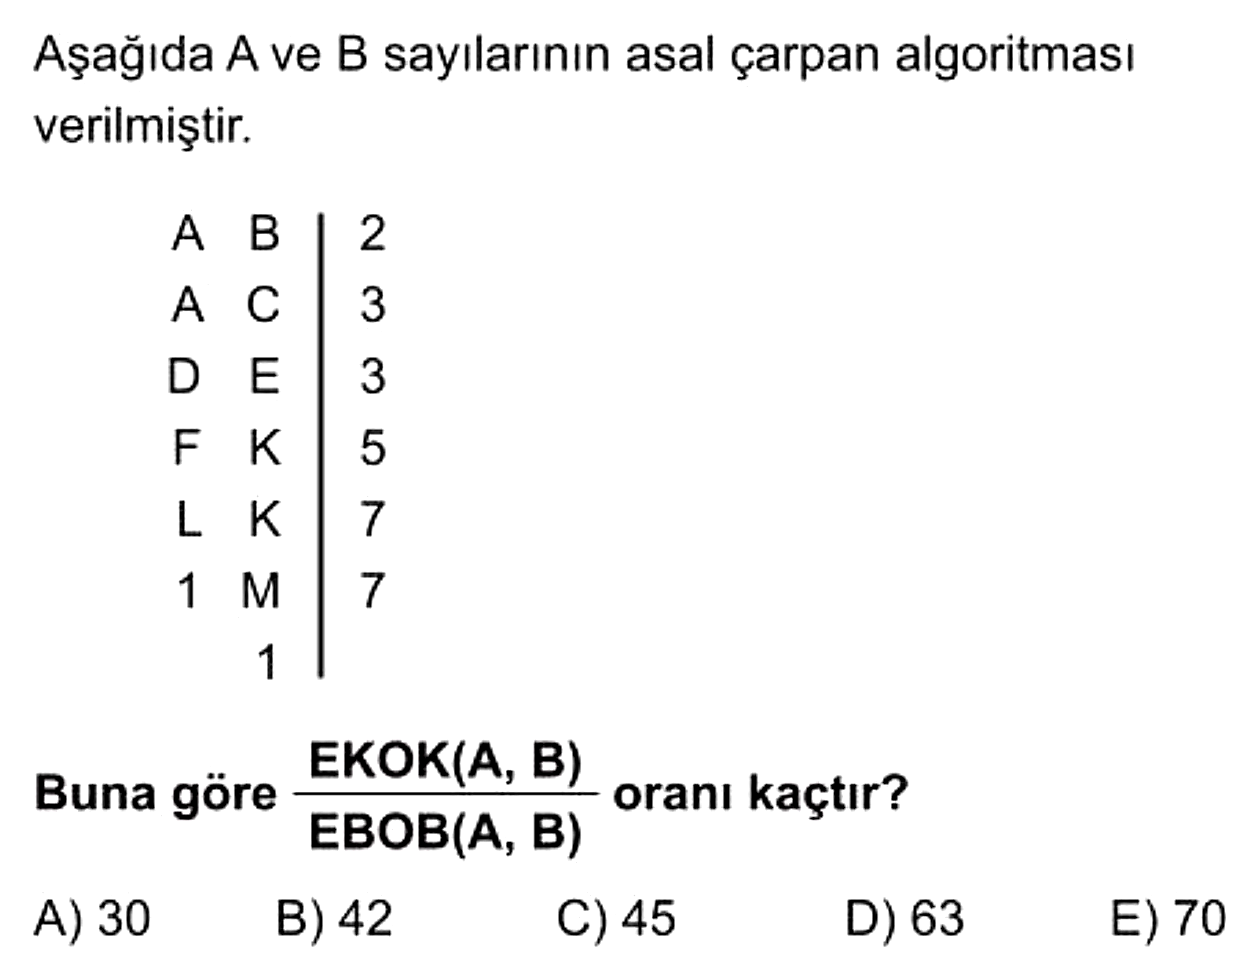 Aşağıda A ve B sayılarının asal çarpan algoritması
verilmiştir.
A B | 2
A C | 3
D E | 3
F K | 5
L K | 7
1 M | 7
1 |
Buna göre EKOK(A, B) / EBOB(A, B) oranı kaçtır?
A) 30 B) 42 C) 45 D) 63 E) 70